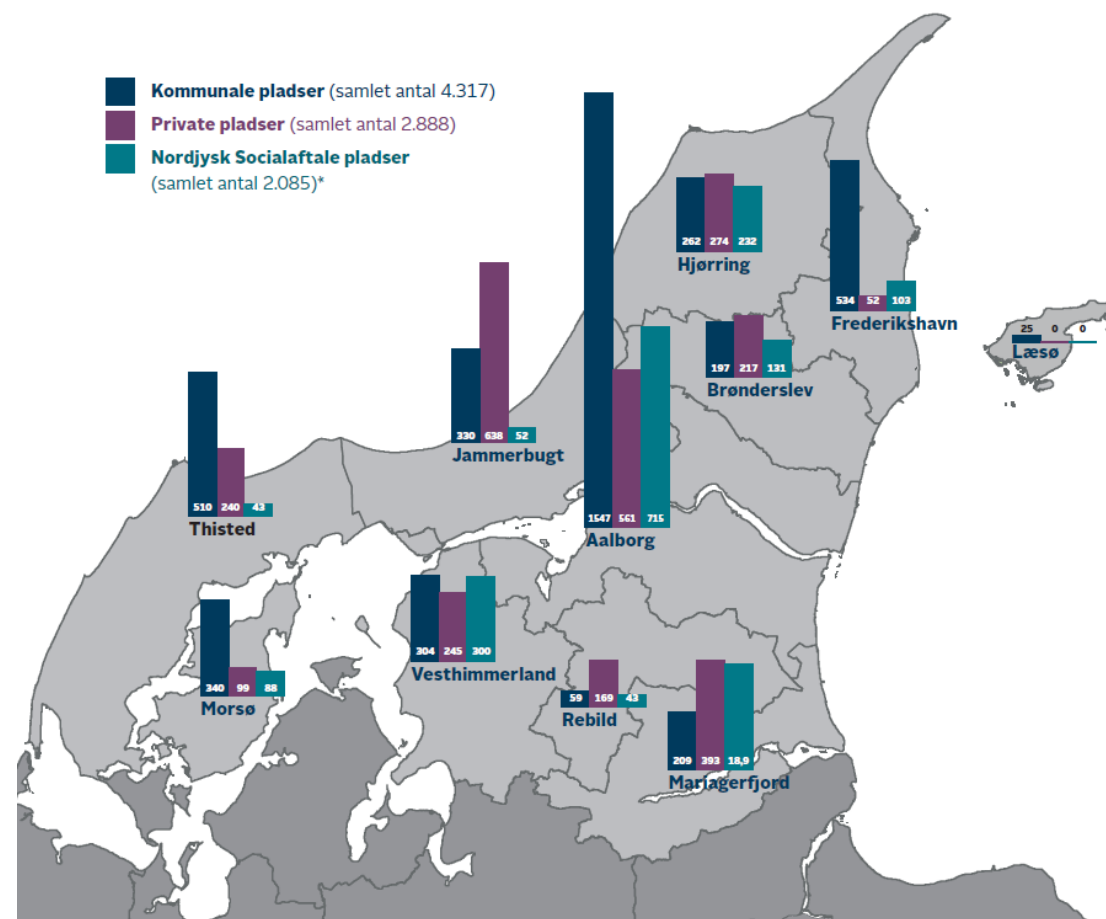 Kommunale pladser (samlet antal 4.317)
Private pladser (samlet antal 2.888)
Nordjysk Socialaftale pladser
(samlet antal 2.085)*
262 274 232
Hjørring
534 52 103
Frederikshavn
25 0 0
Læsø
197 217 131
Brønderslev
330 638 52
Jammerbugt
510 240 43
Thisted
1547 561 715
Aalborg
304 245 300
Vesthimmerland
340 99 88
Morsø
59 169 43
Rebild
209 393 18,9
Mariagerfjord